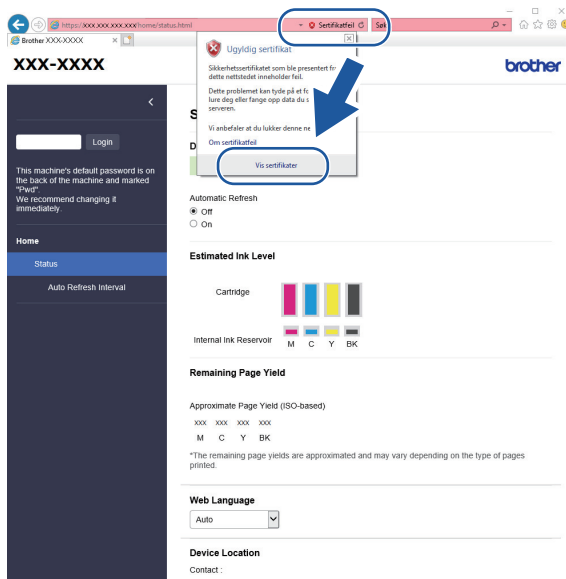 https://xxx.xxx.xxx.xxx/home/status.html
Sertifikatfeil
Søk
Brother XXX-XXXX
Ugyldig sertifikat
XXX-XXXX
brother
Sikkerhetssertifikatet som ble presentert
dette nettstedet inneholder feil.
Dette problemet kan tyde på et
lure deg eller fange opp data du
serveren.
Vi anbefaler at du lukker denne
Om sertifikatfeil
Vis sertifikater
Login
This machine's default password is on
the back of the machine and marked
"Pwd".
We recommend changing it
immediately.
Home
Status
Auto Refresh Interval
Automatic Refresh
Off
On
Estimated Ink Level
Cartridge
Internal Ink Reservoir
M C Y BK
Remaining Page Yield
Approximate Page Yield (ISO-based)
xxx xxx xxx xxx
M C Y BK
*The remaining page yields are approximated and may vary depending on the type of pages
printed.
Web Language
Auto
Device Location
Contact :